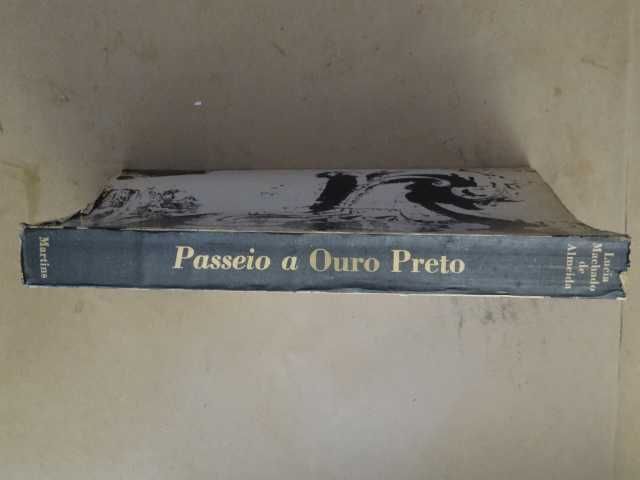 Martins
Passeio a Ouro Preto
Lucia
Machado
de
Almeida